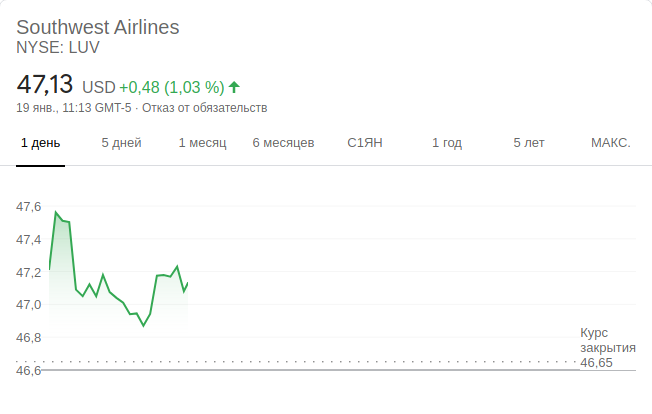 Southwest Airlines
NYSE: LUV
47,13 USD +0,48 (1,03 %)
19 янв., 11:13 GMT-5 · Отказ от обязательств
1 день 5 дней 1 месяц 6 месяцев С1ЯН 1 год 5 лет МАКС.
47,6
47,4
47,2
47,0
46,8
Курс
закрытия
46,65
46,6